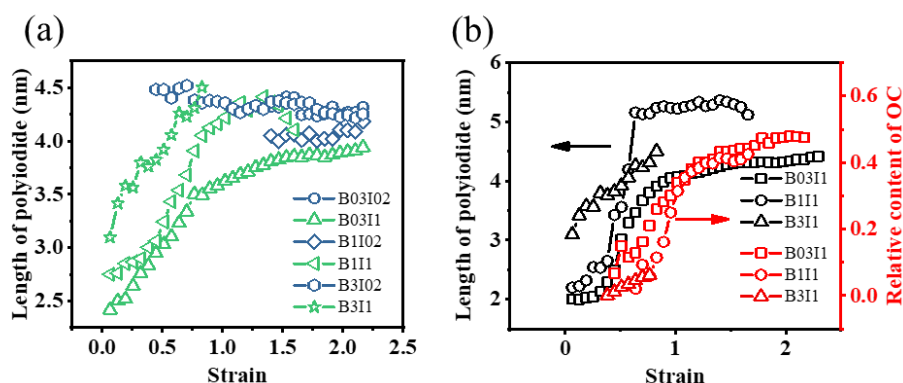 (a)
Length of polyiodide (nm)
4.5
4.0
3.5
3.0
2.5
0.0 0.5 1.0 1.5 2.0 2.5
Strain
B03I02
B03I1
B1I02
B1I1
B3I02
B3I1
(b)
Length of polyiodide (nm)
6
5
4
3
2
0 1 2
Strain
B03I1
B1I1
B3I1
B03I1
B1I1
B3I1
0.6
0.4
0.2
0.0
Relative content of OC